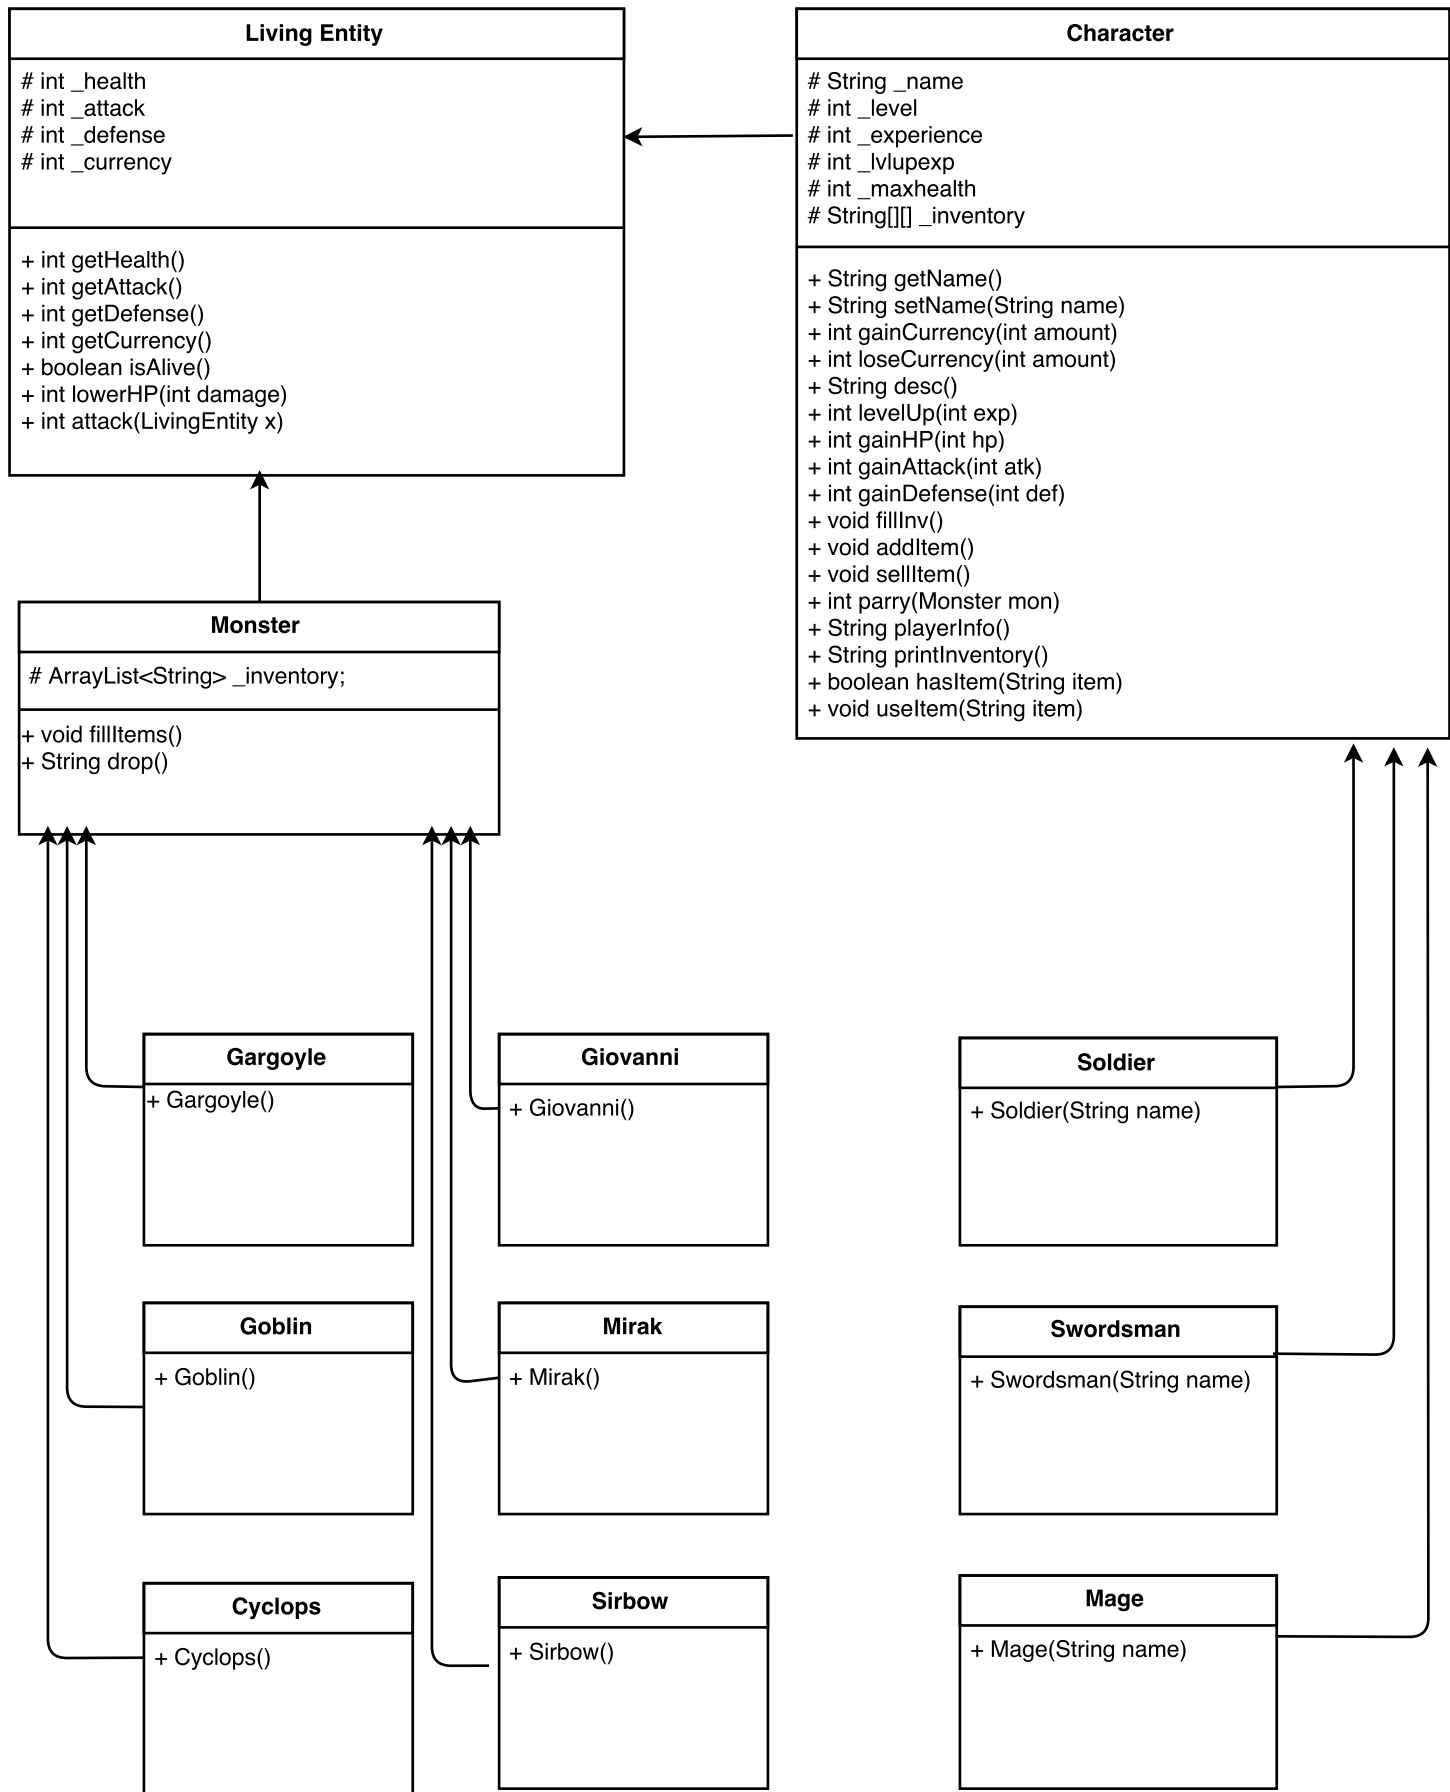 Living Entity
# int _health
# int _attack
# int _defense
# int _currency
+ int getHealth()
+ int getAttack()
+ int getDefense()
+ int getCurrency()
+ boolean isAlive()
+ int lowerHP(int damage)
+ int attack(LivingEntity x)
Character
# String _name
# int _level
# int _experience
# int _lvlupexp
# int _maxhealth
# String[][] _inventory
+ String getName()
+ String setName(String name)
+ int gainCurrency(int amount)
+ int loseCurrency(int amount)
+ String desc()
+ int levelUp(int exp)
+ int gainHP(int hp)
+ int gainAttack(int atk)
+ int gainDefense(int def)
+ void fillInv()
+ void addItem()
+ void sellItem()
+ int parry(Monster mon)
+ String playerInfo()
+ String printInventory()
+ boolean hasItem(String item)
+ void useItem(String item)
Monster
# ArrayList<String> _inventory;
+ void fillItems()
+ String drop()
Gargoyle
+ Gargoyle()
Giovanni
+ Giovanni()
Soldier
+ Soldier(String name)
Goblin
+ Goblin()
Mirak
+ Mirak()
Swordsman
+ Swordsman(String name)
Cyclops
+ Cyclops()
Sirbow
+ Sirbow()
Mage
+ Mage(String name)